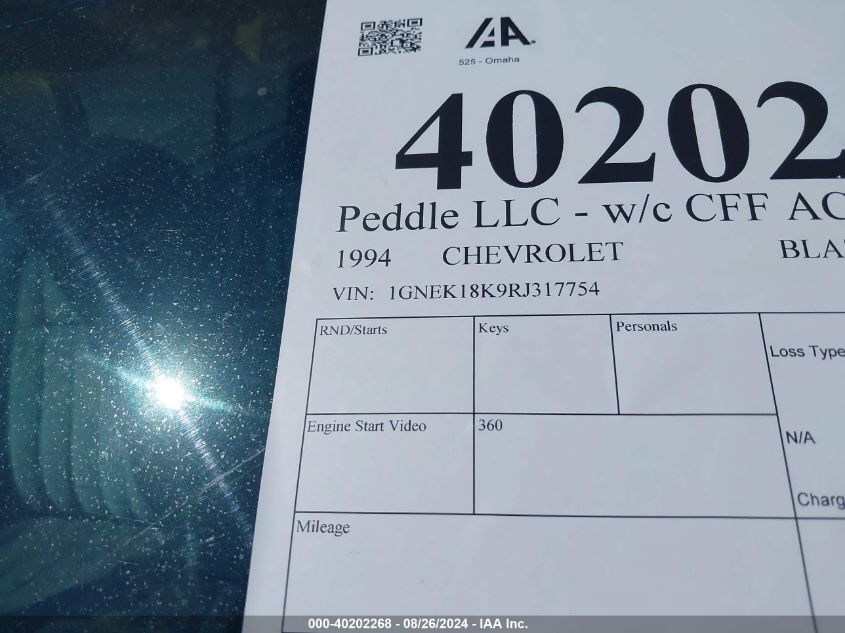 IAA
525 - Omaha
40202
Peddle LLC - w/c CFF AC
1994 CHEVROLET BLA
VIN: 1GNEK18K9RJ317754
RND/Starts Keys Personals
Loss Type
Engine Start Video 360
N/A
Charg
Mileage
000-40202268 - 08/26/2024 - IAA Inc.